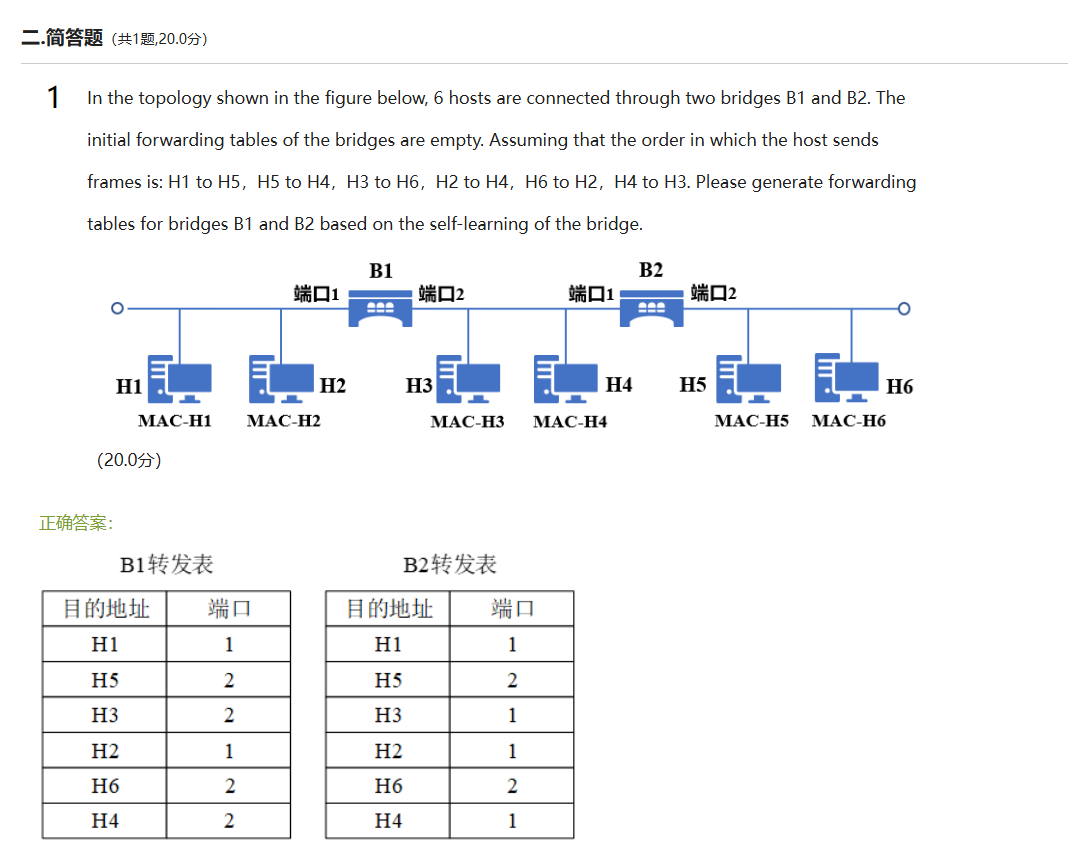 二.简答题 (共1题,20.0分)
1 In the topology shown in the figure below, 6 hosts are connected through two bridges B1 and B2. The
initial forwarding tables of the bridges are empty. Assuming that the order in which the host sends
frames is: H1 to H5，H5 to H4，H3 to H6，H2 to H4，H6 to H2，H4 to H3. Please generate forwarding
tables for bridges B1 and B2 based on the self-learning of the bridge.
B1 B2
端口1 端口2 端口1 端口2
H1 H2 H3 H4 H5 H6
MAC-H1 MAC-H2 MAC-H3 MAC-H4 MAC-H5 MAC-H6
(20.0分)
正确答案:
B1转发表 B2转发表
目的地址 端口 目的地址 端口
H1 1 H1 1
H5 2 H5 2
H3 2 H3 1
H2 1 H2 1
H6 2 H6 2
H4 2 H4 1